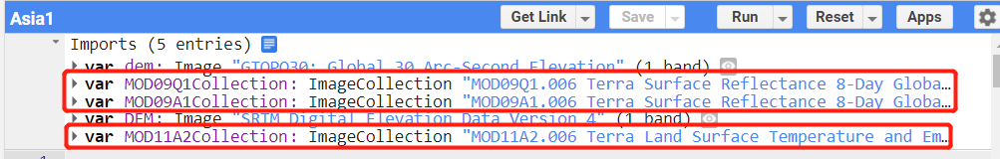 Asia1
Get Link Save Run Reset Apps
Imports (5 entries)
var dem: Image "GTOPO30: Global 30 Arc-Second Elevation" (1 band)
var MOD09Q1Collection: ImageCollection "MOD09Q1.006 Terra Surface Reflectance 8-Day Globa…
var MOD09A1Collection: ImageCollection "MOD09A1.006 Terra Surface Reflectance 8-Day Globa…
var DEM: Image "SRTM Digital Elevation Data Version 4" (1 band)
var MOD11A2Collection: ImageCollection "MOD11A2.006 Terra Land Surface Temperature and Em…